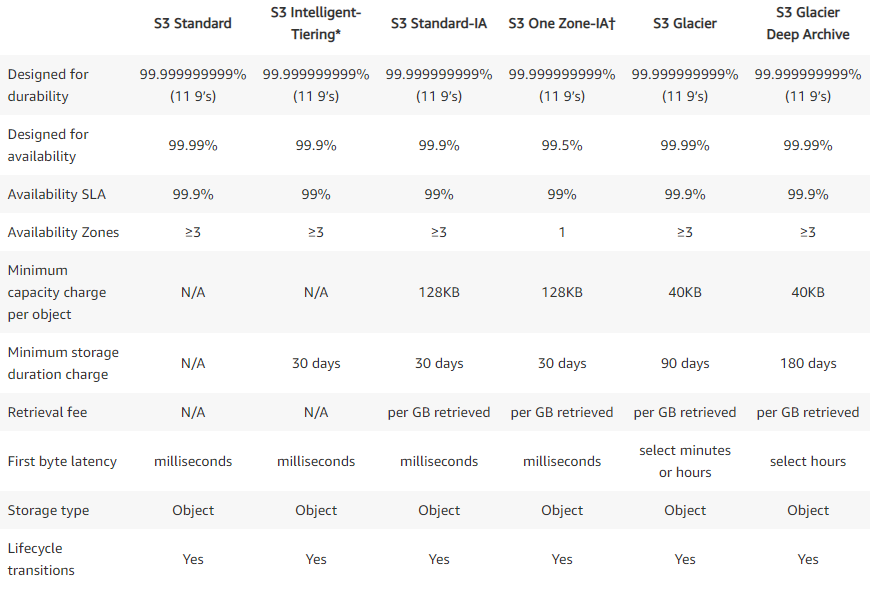 S3 Standard S3 Intelligent-Tiering* S3 Standard-IA S3 One Zone-IA† S3 Glacier S3 Glacier Deep Archive
Designed for durability 99.999999999% (11 9's) 99.999999999% (11 9's) 99.999999999% (11 9's) 99.999999999% (11 9's) 99.999999999% (11 9's) 99.999999999% (11 9's)
Designed for availability 99.99% 99.9% 99.9% 99.5% 99.99% 99.99%
Availability SLA 99.9% 99% 99% 99% 99.9% 99.9%
Availability Zones ≥3 ≥3 ≥3 1 ≥3 ≥3
Minimum capacity charge per object N/A N/A 128KB 128KB 40KB 40KB
Minimum storage duration charge N/A 30 days 30 days 30 days 90 days 180 days
Retrieval fee N/A N/A per GB retrieved per GB retrieved per GB retrieved per GB retrieved
First byte latency milliseconds milliseconds milliseconds milliseconds select minutes or hours select hours
Storage type Object Object Object Object Object Object
Lifecycle transitions Yes Yes Yes Yes Yes Yes